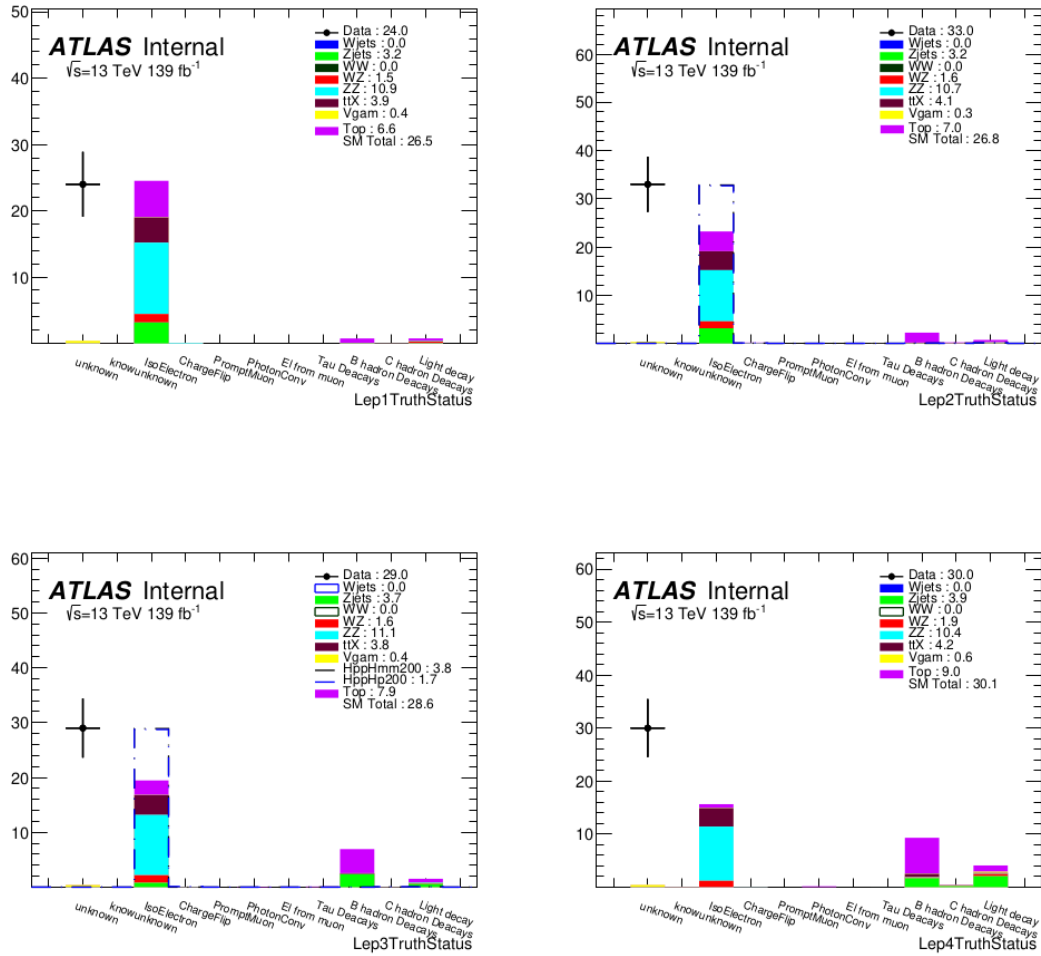 50
40
30
20
10
ATLAS Internal
√s=13 TeV 139 fb-1
Data : 24.0
Wjets : 0.0
Zjets : 3.2
WW : 0.0
WZ : 1.5
ZZ : 10.9
ttX : 3.9
Vgam : 0.4
Top : 6.6
SM Total : 26.5
unknown
knowunknown
IsoElectron
ChargeFlip
PromptMuon
PhotonConv
El from muon
Tau Deacays
B hadron Deacays
C hadron Deacays
Light decay
Lep1TruthStatus
60
50
40
30
20
10
ATLAS Internal
√s=13 TeV 139 fb-1
Data : 33.0
Wjets : 0.0
Zjets : 3.2
WW : 0.0
WZ : 1.6
ZZ : 10.7
ttX : 4.1
Vgam : 0.3
Top : 7.0
SM Total : 26.8
unknown
knowunknown
IsoElectron
ChargeFlip
PromptMuon
PhotonConv
El from muon
Tau Deacays
B hadron Deacays
C hadron Deacays
Light decay
Lep2TruthStatus
60
50
40
30
20
10
ATLAS Internal
√s=13 TeV 139 fb-1
Data : 29.0
Wjets : 0.0
Zjets : 3.7
WW : 0.0
WZ : 1.6
ZZ : 11.1
ttX : 3.8
Vgam : 0.4
HppHmm200 : 3.8
HppHp200 : 1.7
Top : 7.9
SM Total : 28.6
unknown
knowunknown
IsoElectron
ChargeFlip
PromptMuon
PhotonConv
El from muon
Tau Deacays
B hadron Deacays
C hadron Deacays
Light decay
Lep3TruthStatus
60
50
40
30
20
10
ATLAS Internal
√s=13 TeV 139 fb-1
Data : 30.0
Wjets : 0.0
Zjets : 3.9
WW : 0.0
WZ : 1.9
ZZ : 10.4
ttX : 4.2
Vgam : 0.6
Top : 9.0
SM Total : 30.1
unknown
knowunknown
IsoElectron
ChargeFlip
PromptMuon
PhotonConv
El from muon
Tau Deacays
B hadron Deacays
C hadron Deacays
Light decay
Lep4TruthStatus